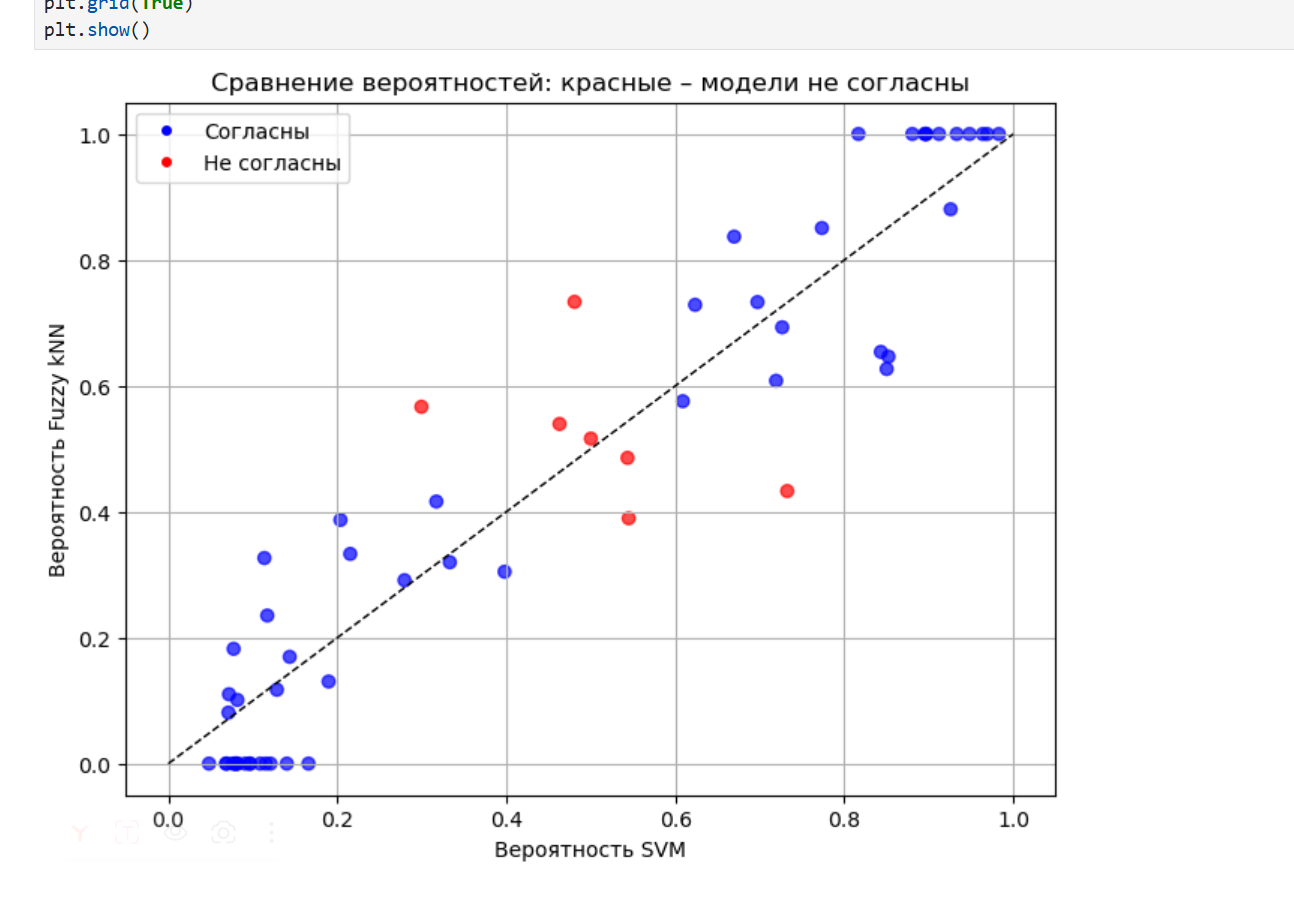 plt.grid(True)
plt.show()
Сравнение вероятностей: красные – модели не согласны
Согласны
Не согласны
1.0
0.8
0.6
0.4
0.2
0.0
Вероятность Fuzzy kNN
0.0 0.2 0.4 0.6 0.8 1.0
Вероятность SVM